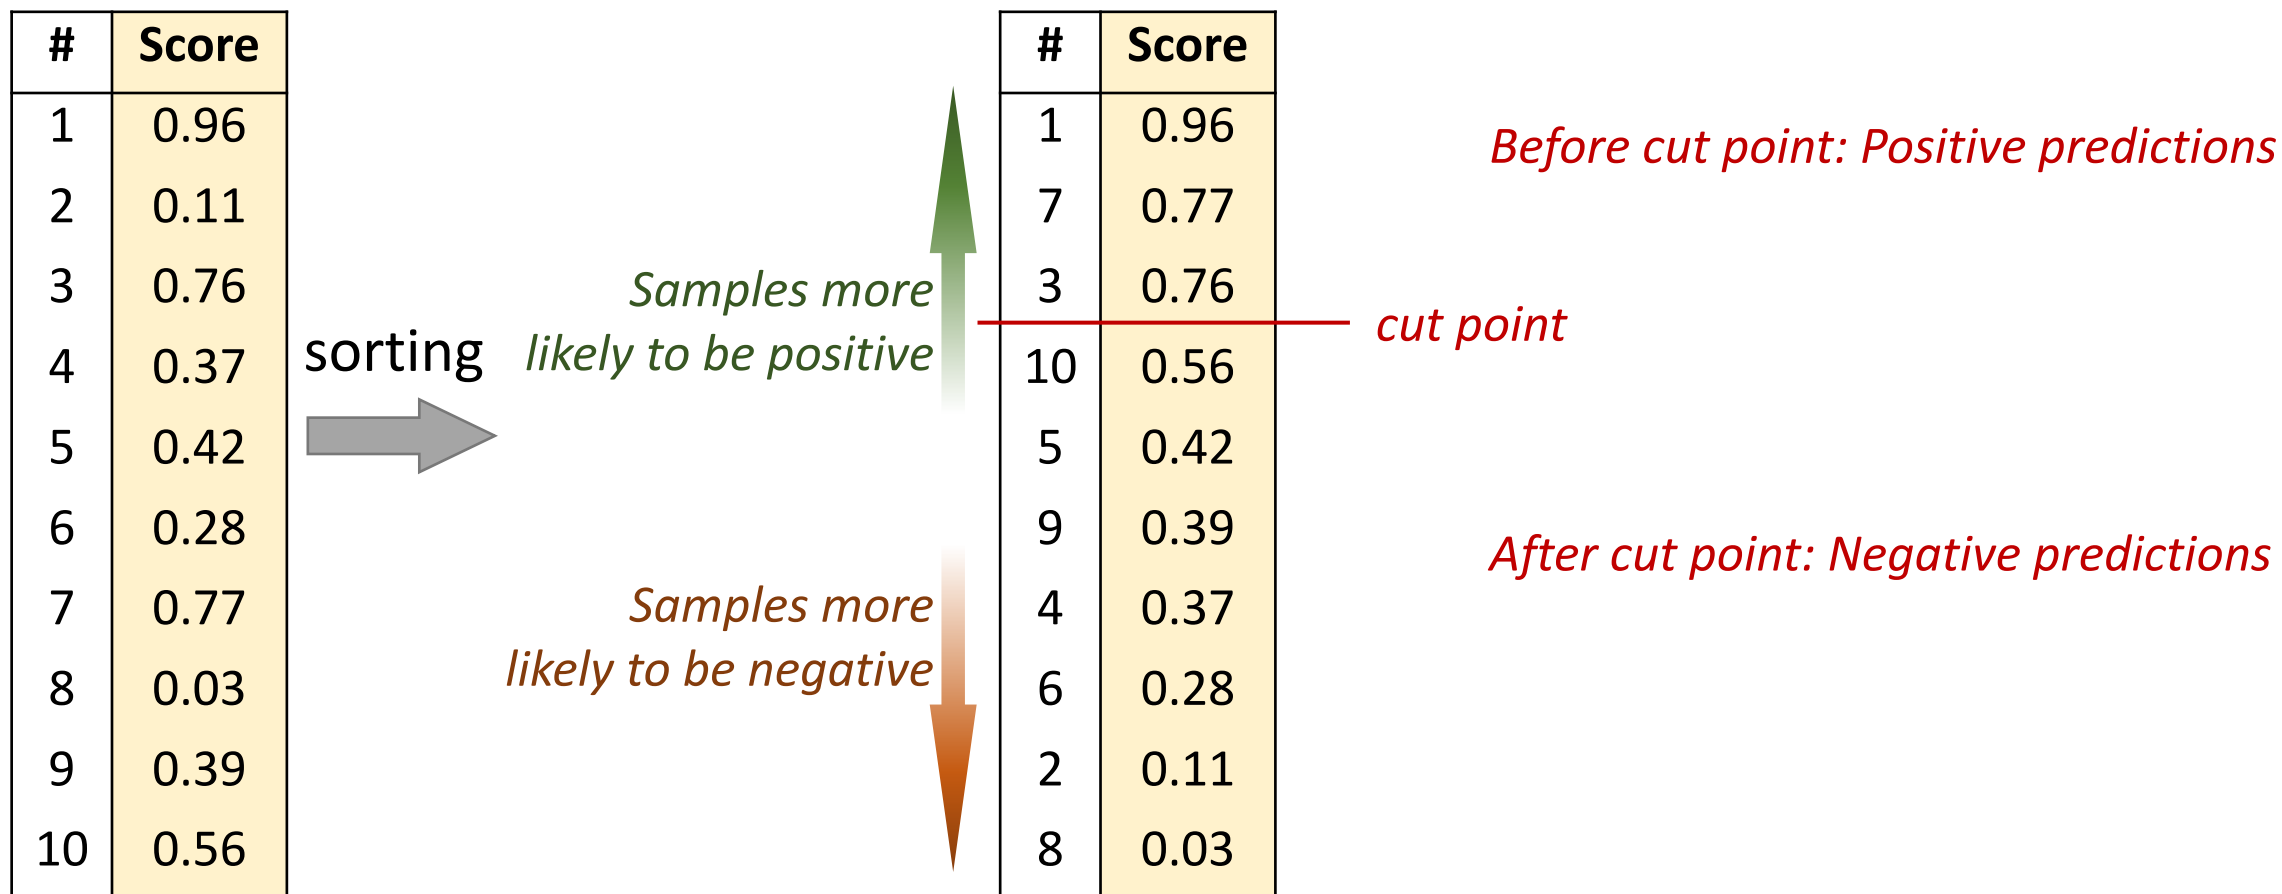 # Score
1 0.96
2 0.11
3 0.76
4 0.37
5 0.42
6 0.28
7 0.77
8 0.03
9 0.39
10 0.56
sorting
Samples more
likely to be positive
Samples more
likely to be negative
# Score
1 0.96
7 0.77
3 0.76
10 0.56
5 0.42
9 0.39
4 0.37
6 0.28
2 0.11
8 0.03
Before cut point: Positive predictions
cut point
After cut point: Negative predictions